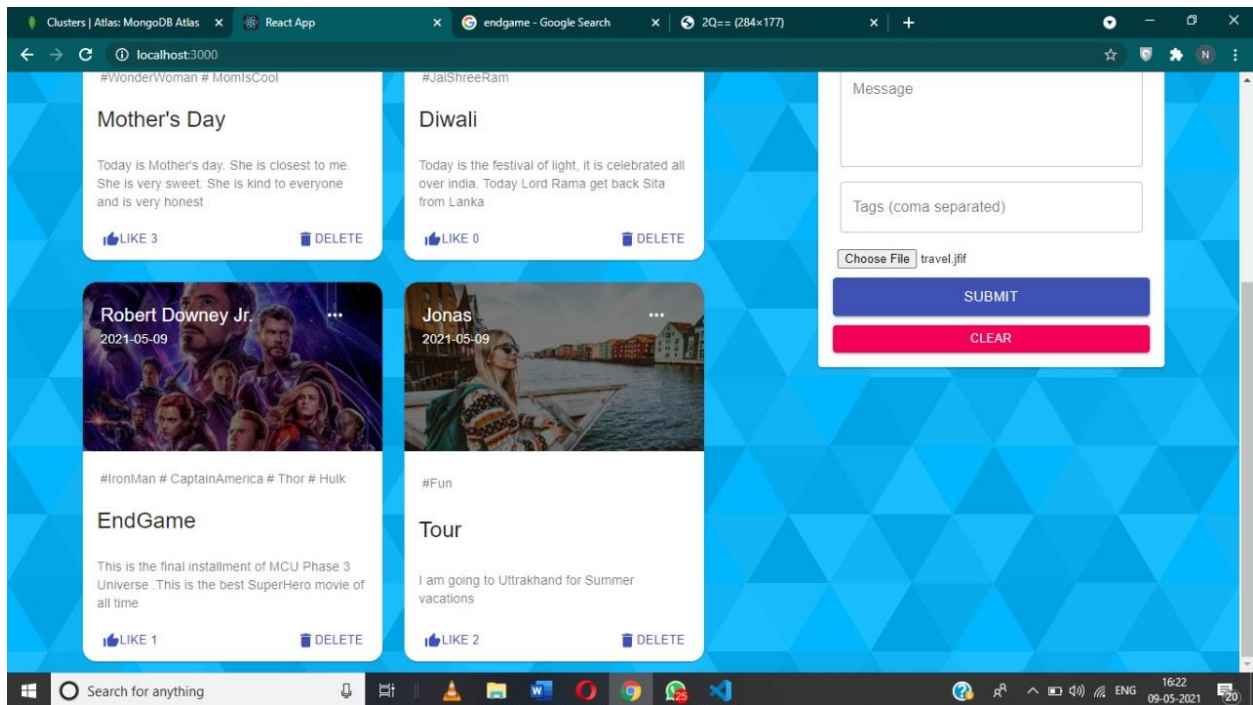 Clusters | Atlas: MongoDB Atlas
React App
endgame - Google Search
2Q== (284×177)
localhost:3000
N
#WonderWoman # MomIsCool
Mother's Day
Today is Mother's day. She is closest to me.
She is very sweet. She is kind to everyone
and is very honest
LIKE 3 DELETE
#JaiShreeRam
Diwali
Today is the festival of light, it is celebrated all
over india. Today Lord Rama get back Sita
from Lanka
LIKE 0 DELETE
Robert Downey Jr. ...
2021-05-09
#IronMan # CaptainAmerica # Thor # Hulk
EndGame
This is the final installment of MCU Phase 3
Universe .This is the best SuperHero movie of
all time
LIKE 1 DELETE
Jonas ...
2021-05-09
#Fun
Tour
I am going to Uttrakhand for Summer
vacations
LIKE 2 DELETE
Message
Tags (coma separated)
Choose File travel.jfif
SUBMIT
CLEAR
Search for anything
25
ENG
16:22
09-05-2021
20